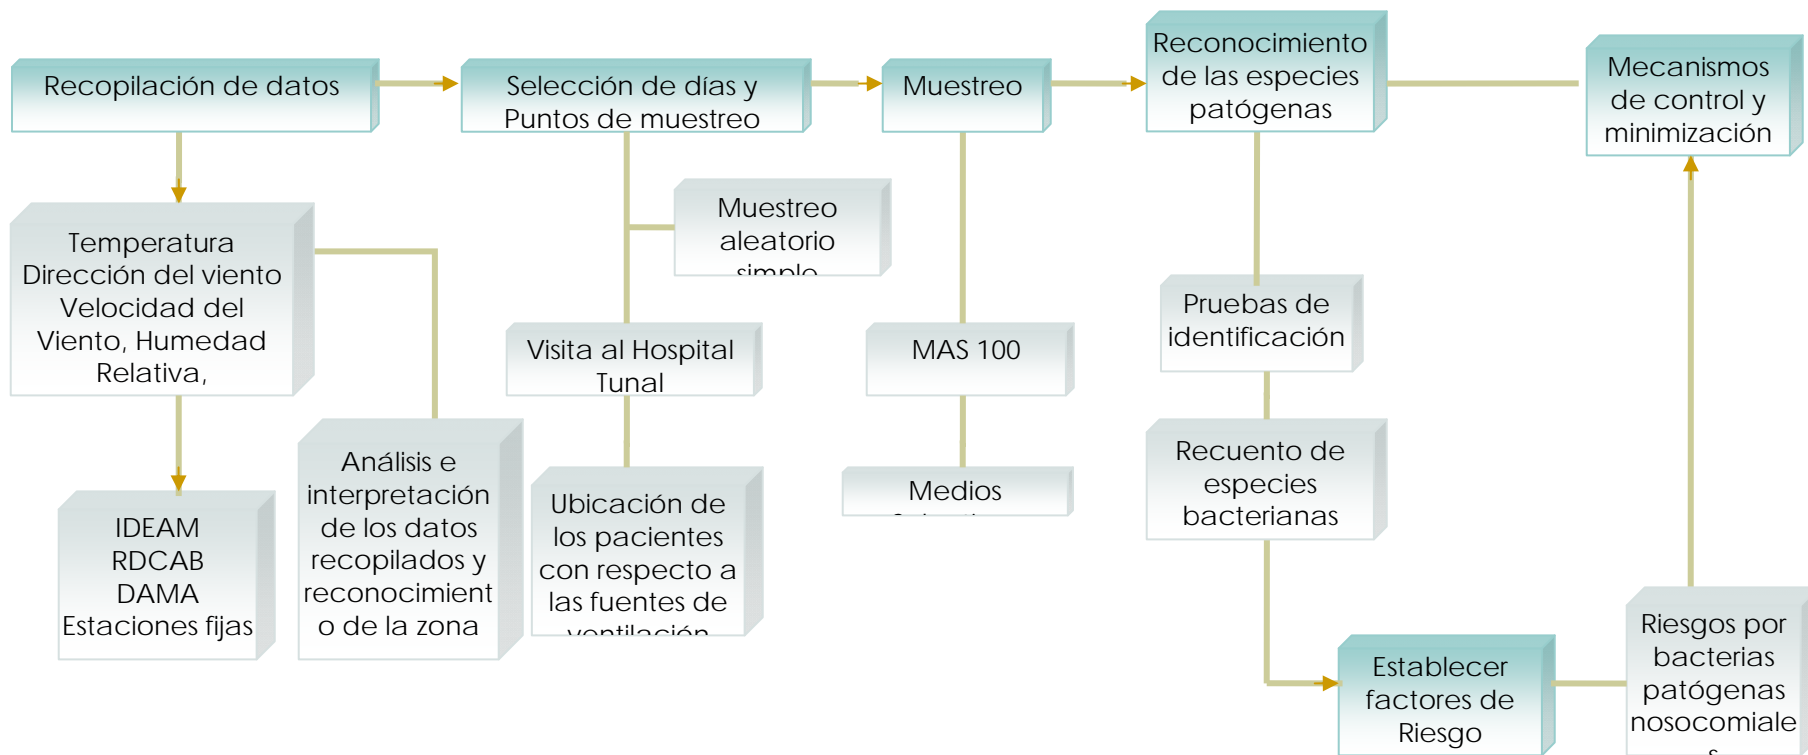 Recopilación de datos
Selección de días y
Puntos de muestreo
Muestreo
Reconocimiento
de las especies
patógenas
Mecanismos
de control y
minimización
Temperatura
Dirección del viento
Velocidad del
Viento, Humedad
Relativa,
Muestreo
aleatorio
simple
Visita al Hospital
Tunal
MAS 100
Pruebas de
identificación
IDEAM
RDCAB
DAMA
Estaciones fijas
Análisis e
interpretación
de los datos
recopilados y
reconocimient
o de la zona
Ubicación de
los pacientes
con respecto a
las fuentes de
ventilación
Medios
Recuento de
especies
bacterianas
Establecer
factores de
Riesgo
Riesgos por
bacterias
patógenas
nosocomiale
s